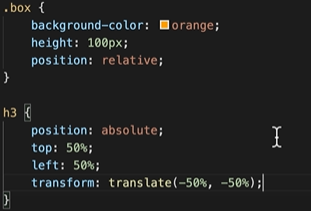 .box {
    background-color: orange;
    height: 100px;
    position: relative;
}

h3 {
    position: absolute;
    top: 50%;
    left: 50%;
    transform: translate(-50%, -50%);
}